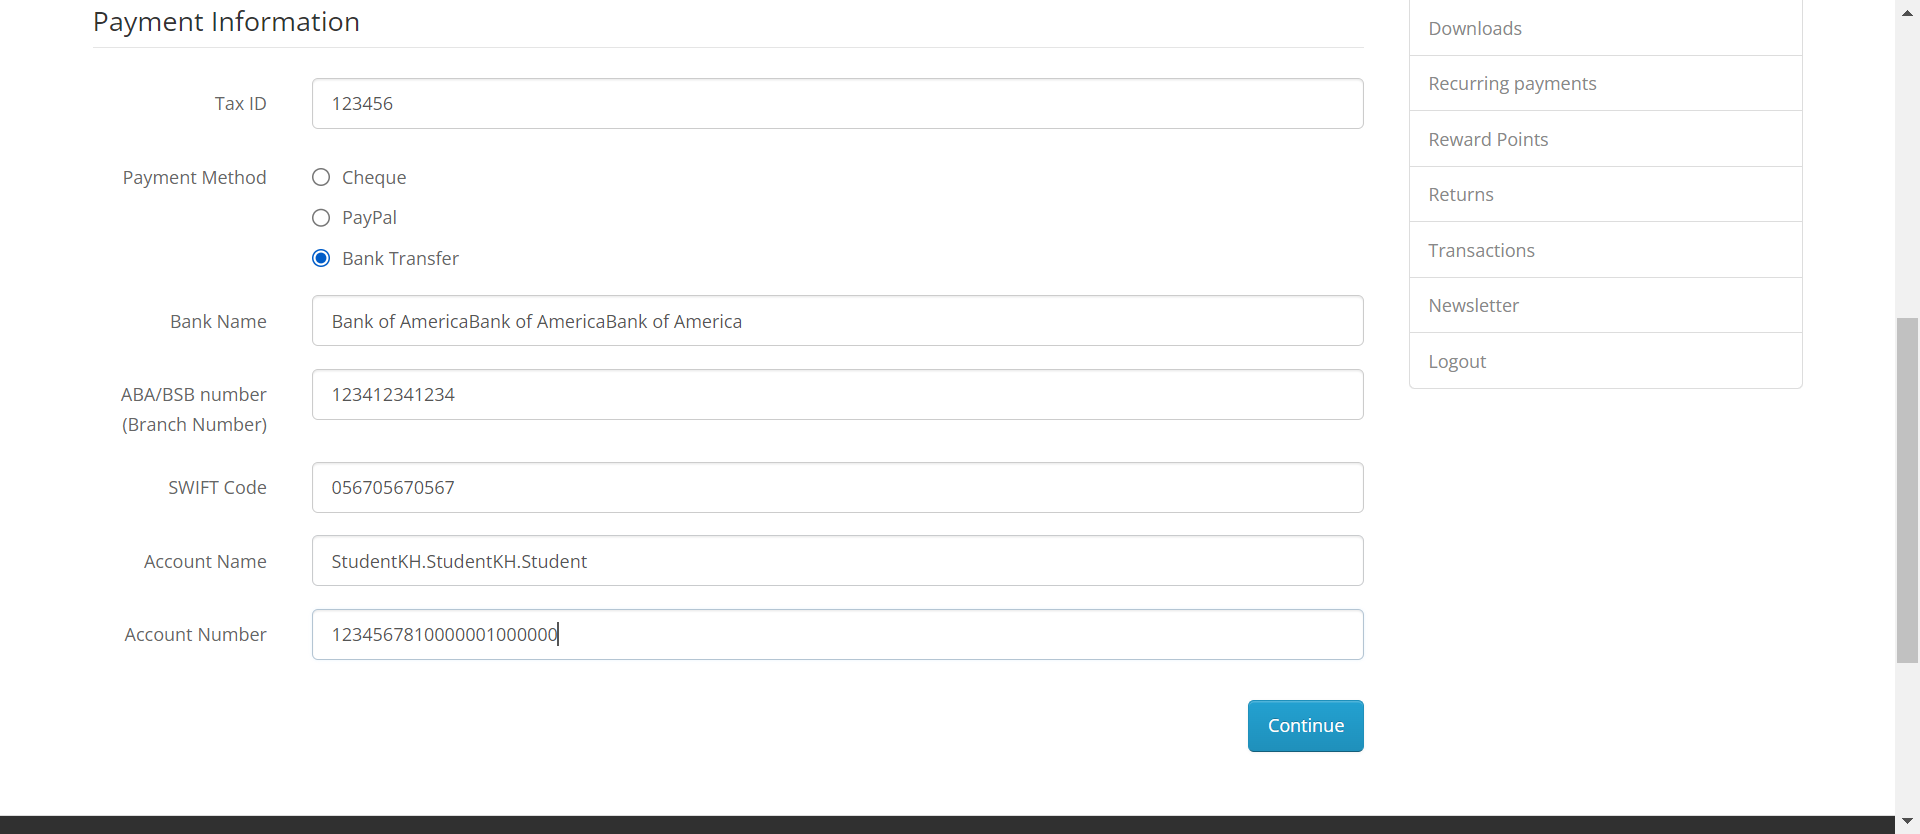 Payment Information
Tax ID
123456
Payment Method
Cheque
PayPal
Bank Transfer
Bank Name
Bank of AmericaBank of AmericaBank of America
ABA/BSB number
(Branch Number)
123412341234
SWIFT Code
056705670567
Account Name
StudentKH.StudentKH.Student
Account Number
1234567810000001000000
Continue
Downloads
Recurring payments
Reward Points
Returns
Transactions
Newsletter
Logout